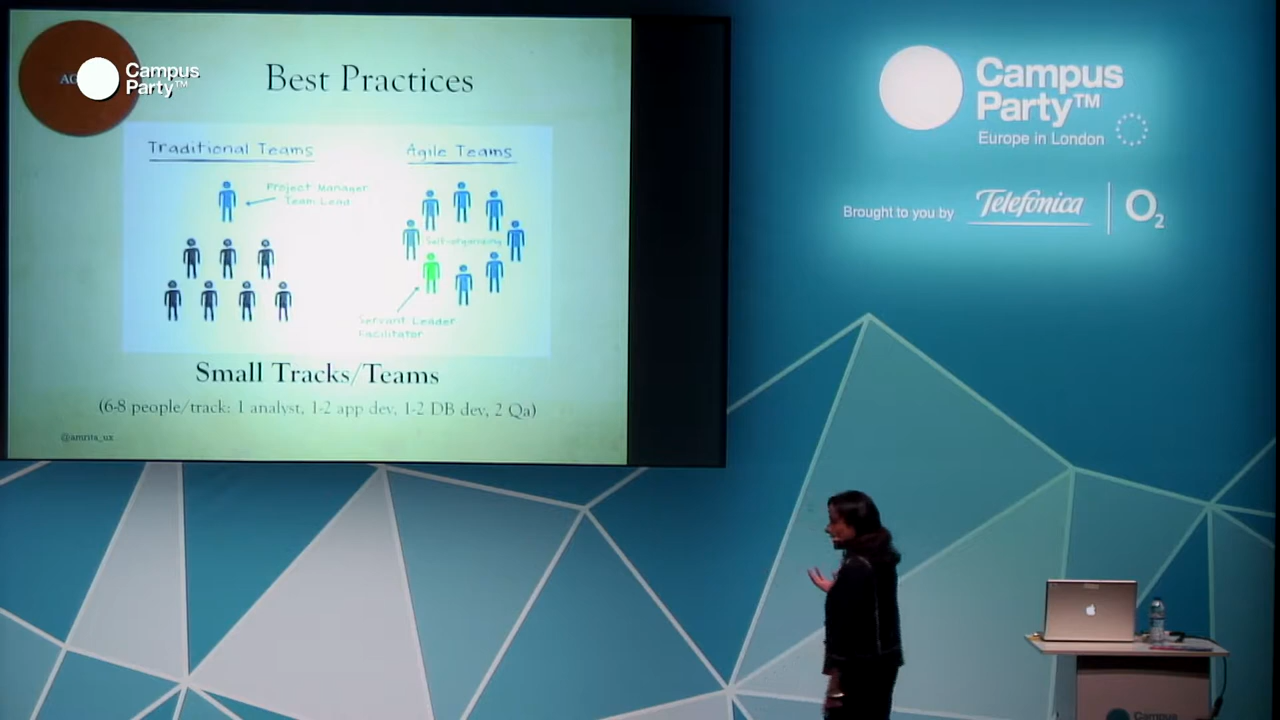 Campus
Party™
Best Practices
Traditional Teams
Agile Teams
Project Manager
Team Lead
Self-organizing
Servant Leader
Facilitator
Small Tracks/Teams
(6-8 people/track: 1 analyst, 1-2 app dev, 1-2 DB dev, 2 Qa)
@amrita_ux
Campus
Party™
Europe in London
Brought to you by
Telefónica
O2
Campus